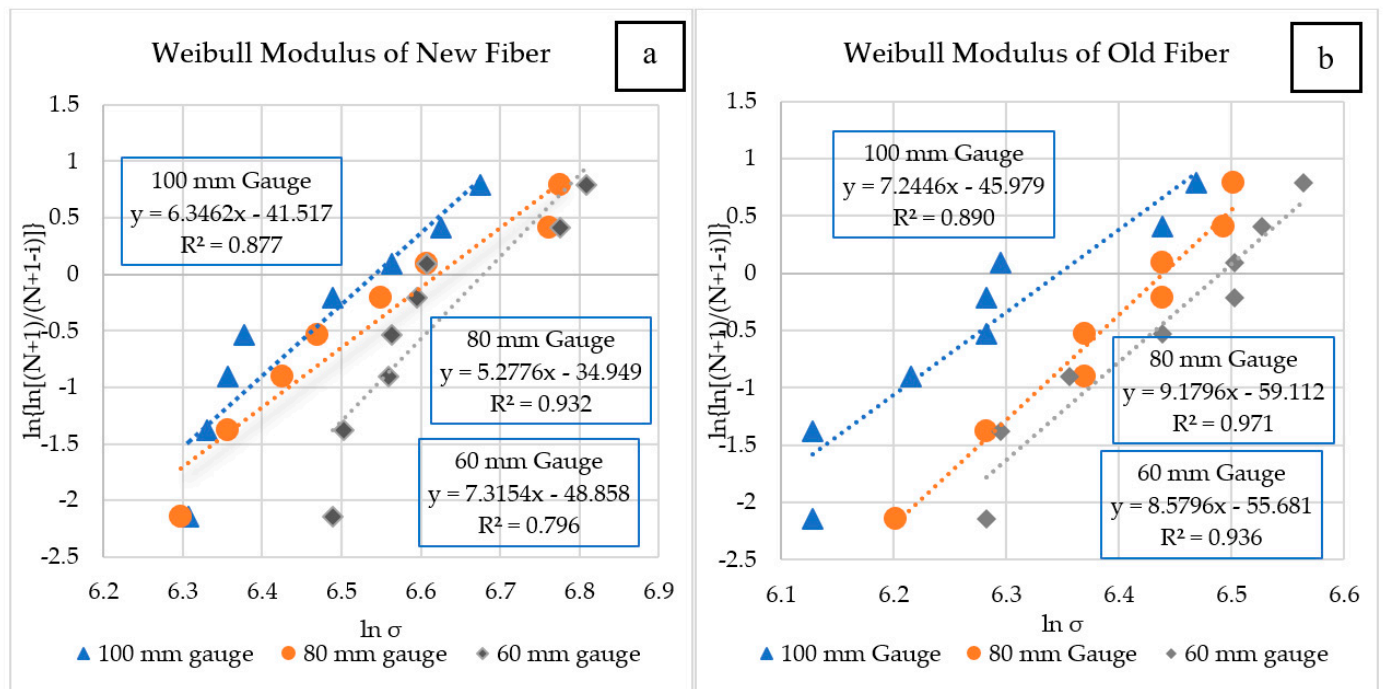 Weibull Modulus of New Fiber
a
ln{ln[(N+1)/(N+1-i)]}
1.5
1
0.5
0
-0.5
-1
-1.5
-2
-2.5
100 mm Gauge
y = 6.3462x - 41.517
R² = 0.877
80 mm Gauge
y = 5.2776x - 34.949
R² = 0.932
60 mm Gauge
y = 7.3154x - 48.858
R² = 0.796
6.2 6.3 6.4 6.5 6.6 6.7 6.8 6.9
ln σ
100 mm gauge 80 mm gauge 60 mm gauge
Weibull Modulus of Old Fiber
b
ln{ln[(N+1)/(N+1-i)]}
1.5
1
0.5
0
-0.5
-1
-1.5
-2
-2.5
100 mm Gauge
y = 7.2446x - 45.979
R² = 0.890
80 mm Gauge
y = 9.1796x - 59.112
R² = 0.971
60 mm Gauge
y = 8.5796x - 55.681
R² = 0.936
6.1 6.2 6.3 6.4 6.5 6.6
ln σ
100 mm Gauge 80 mm Gauge 60 mm gauge